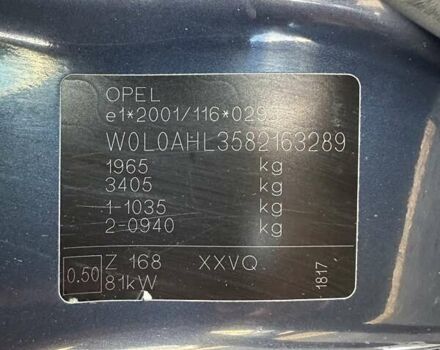 OPEL
e1*2001/116*029
W0L0AHL3582163289
1965 kg
3405 kg
1-1035 kg
2-0940 kg
0.50 Z 168 XXVQ
81kW
1817